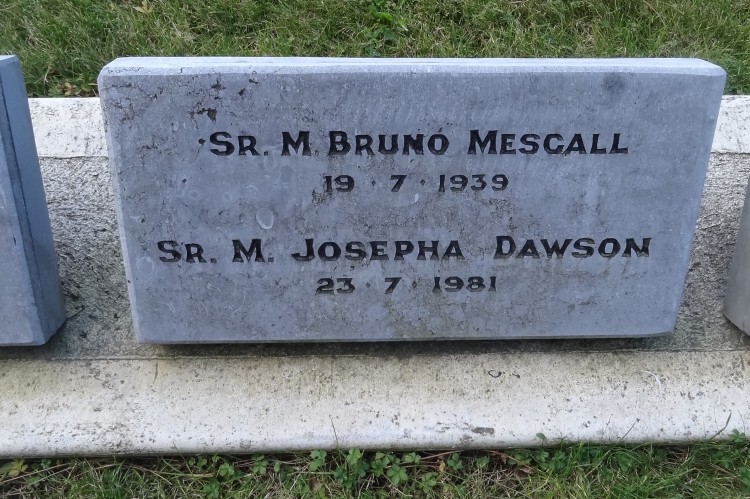 SR. M. BRUNO MESCALL
19 · 7 · 1939
SR. M. JOSEPHA DAWSON
23 · 7 · 1981